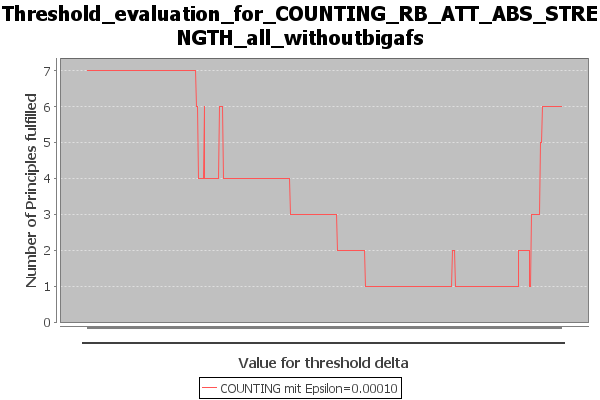 Threshold_evaluation_for_COUNTING_RB_ATT_ABS_STRE
NGTH_all_withoutbigafs
7
6
5
4
3
2
1
0
Number of Principles fulfilled
Value for threshold delta
COUNTING mit Epsilon=0.00010